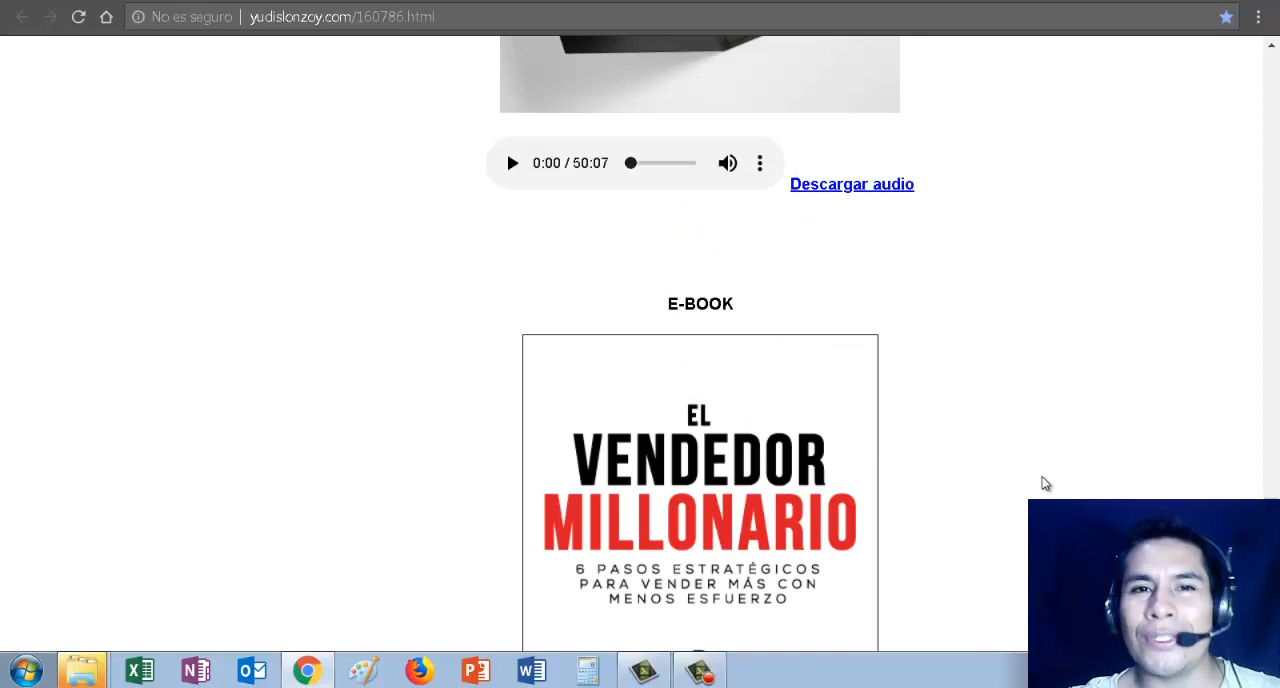 No es seguro | yudislonzoy.com/160786.html
0:00 / 50:07
Descargar audio
E-BOOK
EL
VENDEDOR
MILLONARIO
6 PASOS ESTRATÉGICOS
PARA VENDER MÁS CON
MENOS ESFUERZO